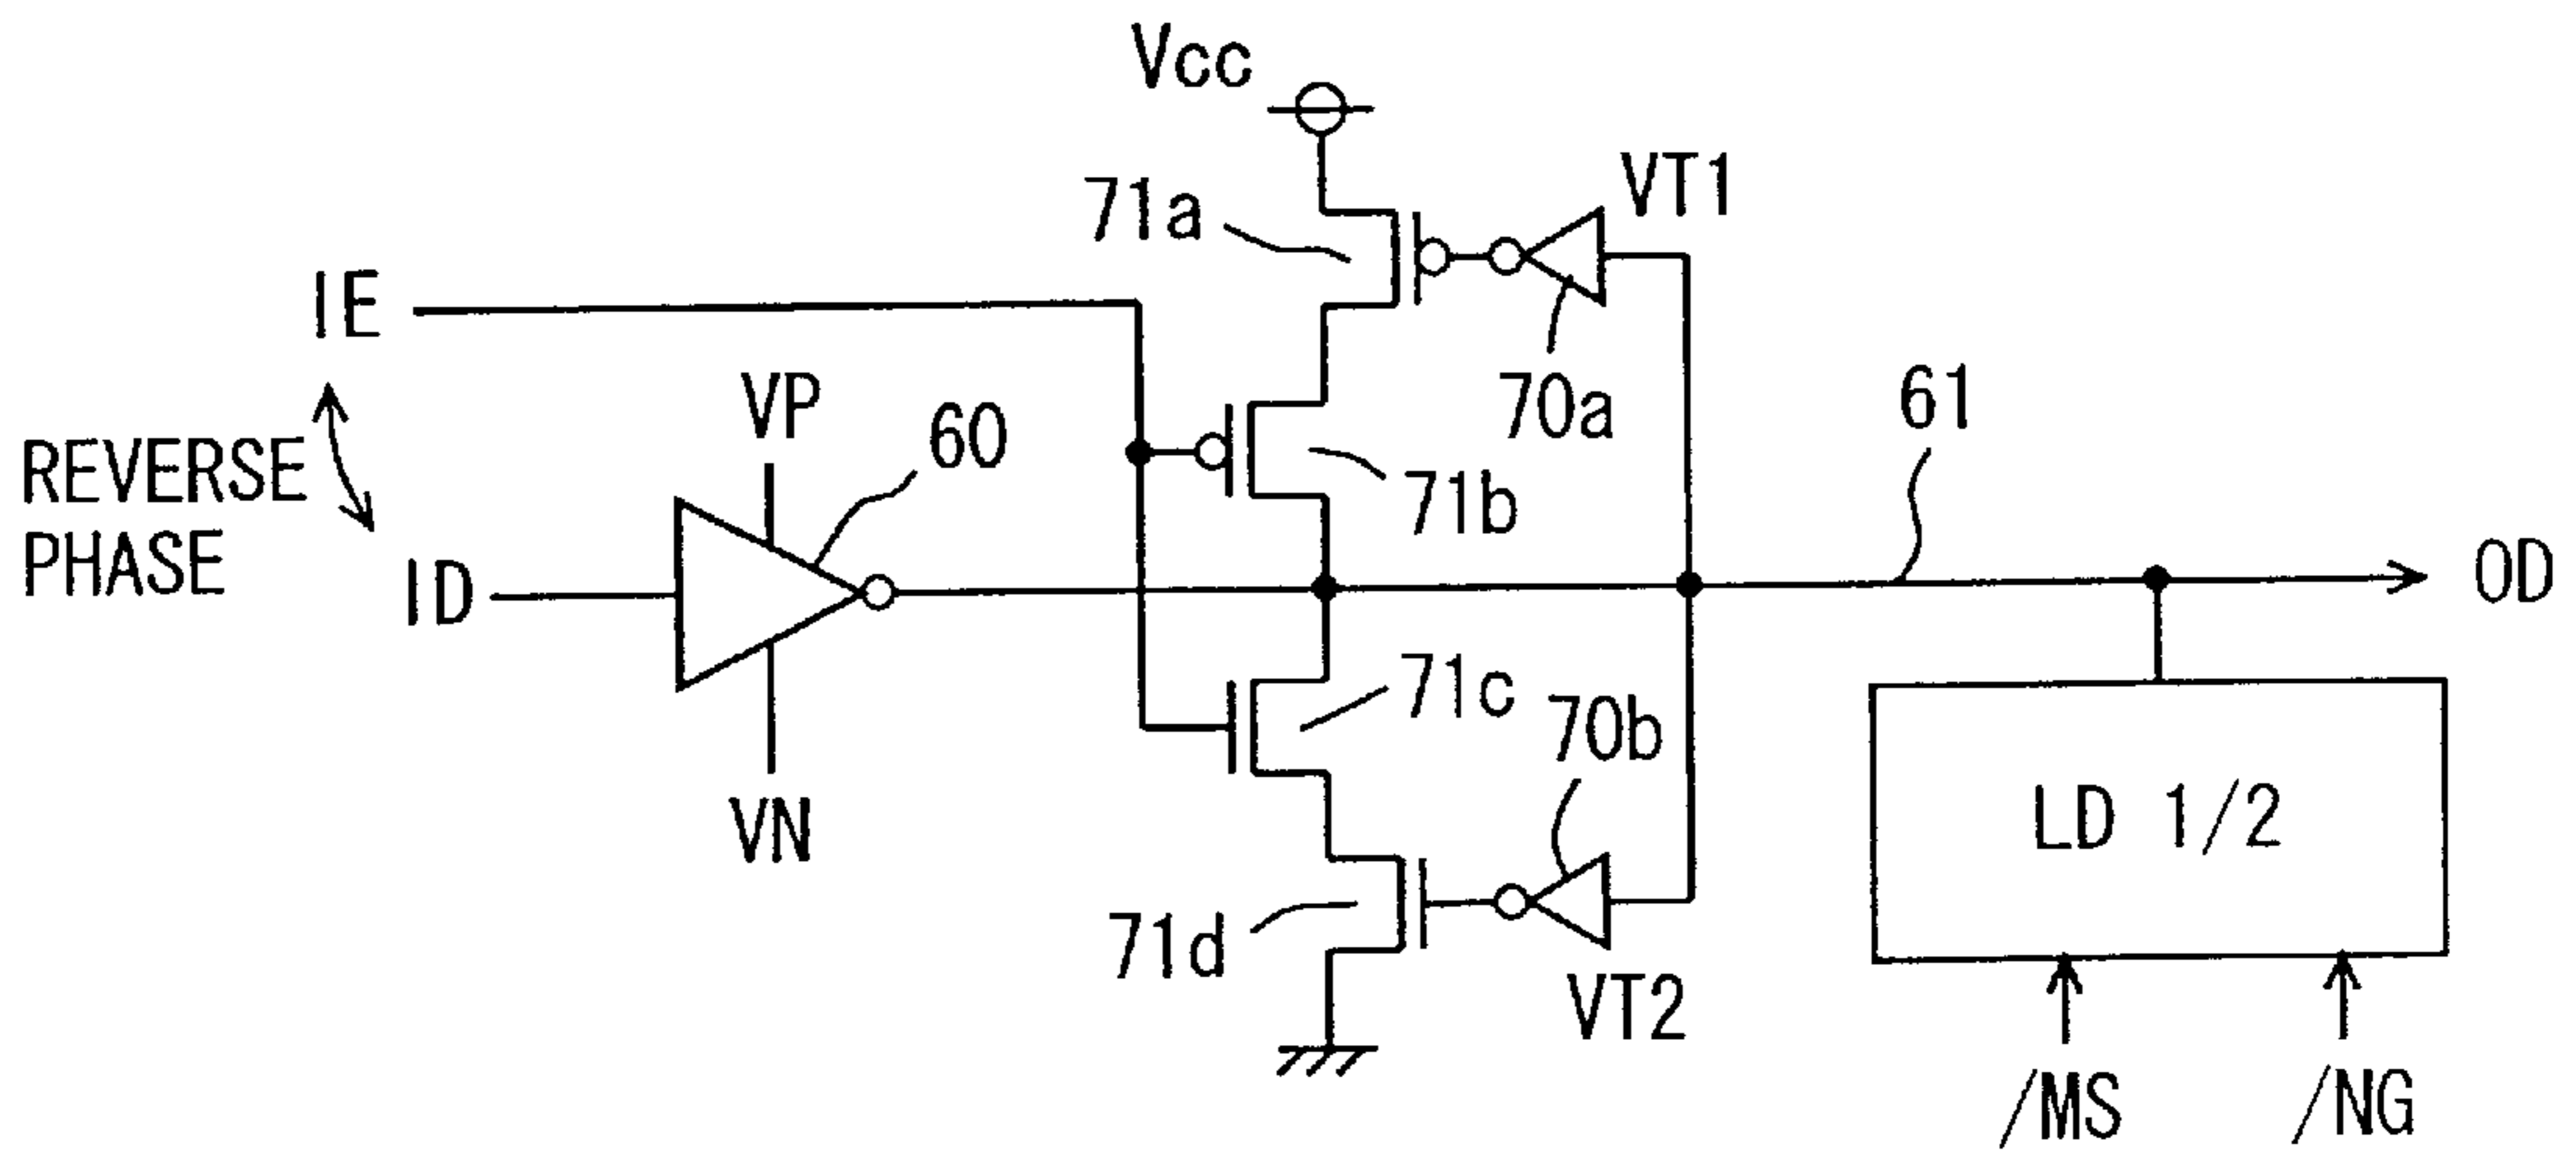 Vcc
VT1
71a
IE
70a
61
VP
60
REVERSE
PHASE
71b
ID
OD
71c
70b
VN
LD 1/2
71d
VT2
/MS
/NG